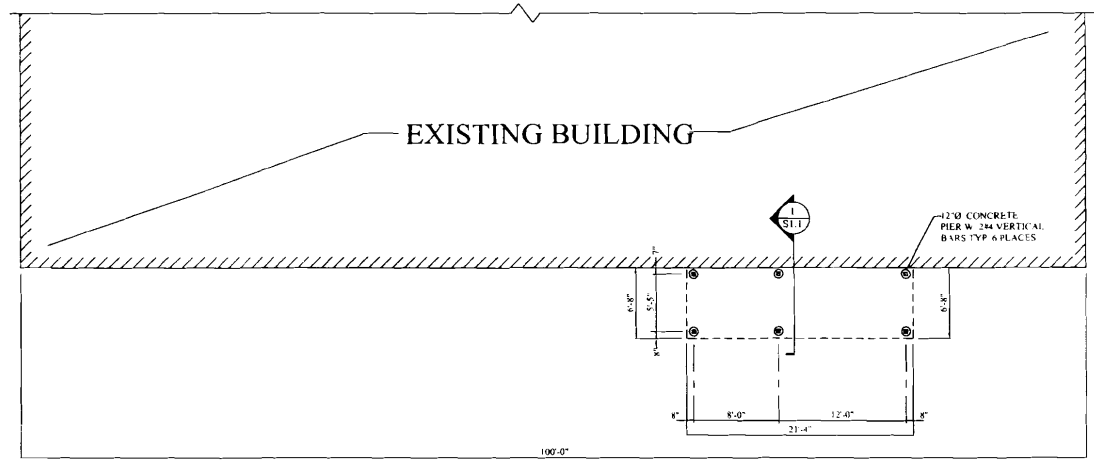 EXISTING BUILDING
1
S1.1
12"Ø CONCRETE
PIER W 2#4 VERTICAL
BARS TYP 6 PLACES
7"
6'-8"
5'-5"
8"
6'-8"
8"
8'-0"
12'-0"
8"
21'-4"
100'-0"